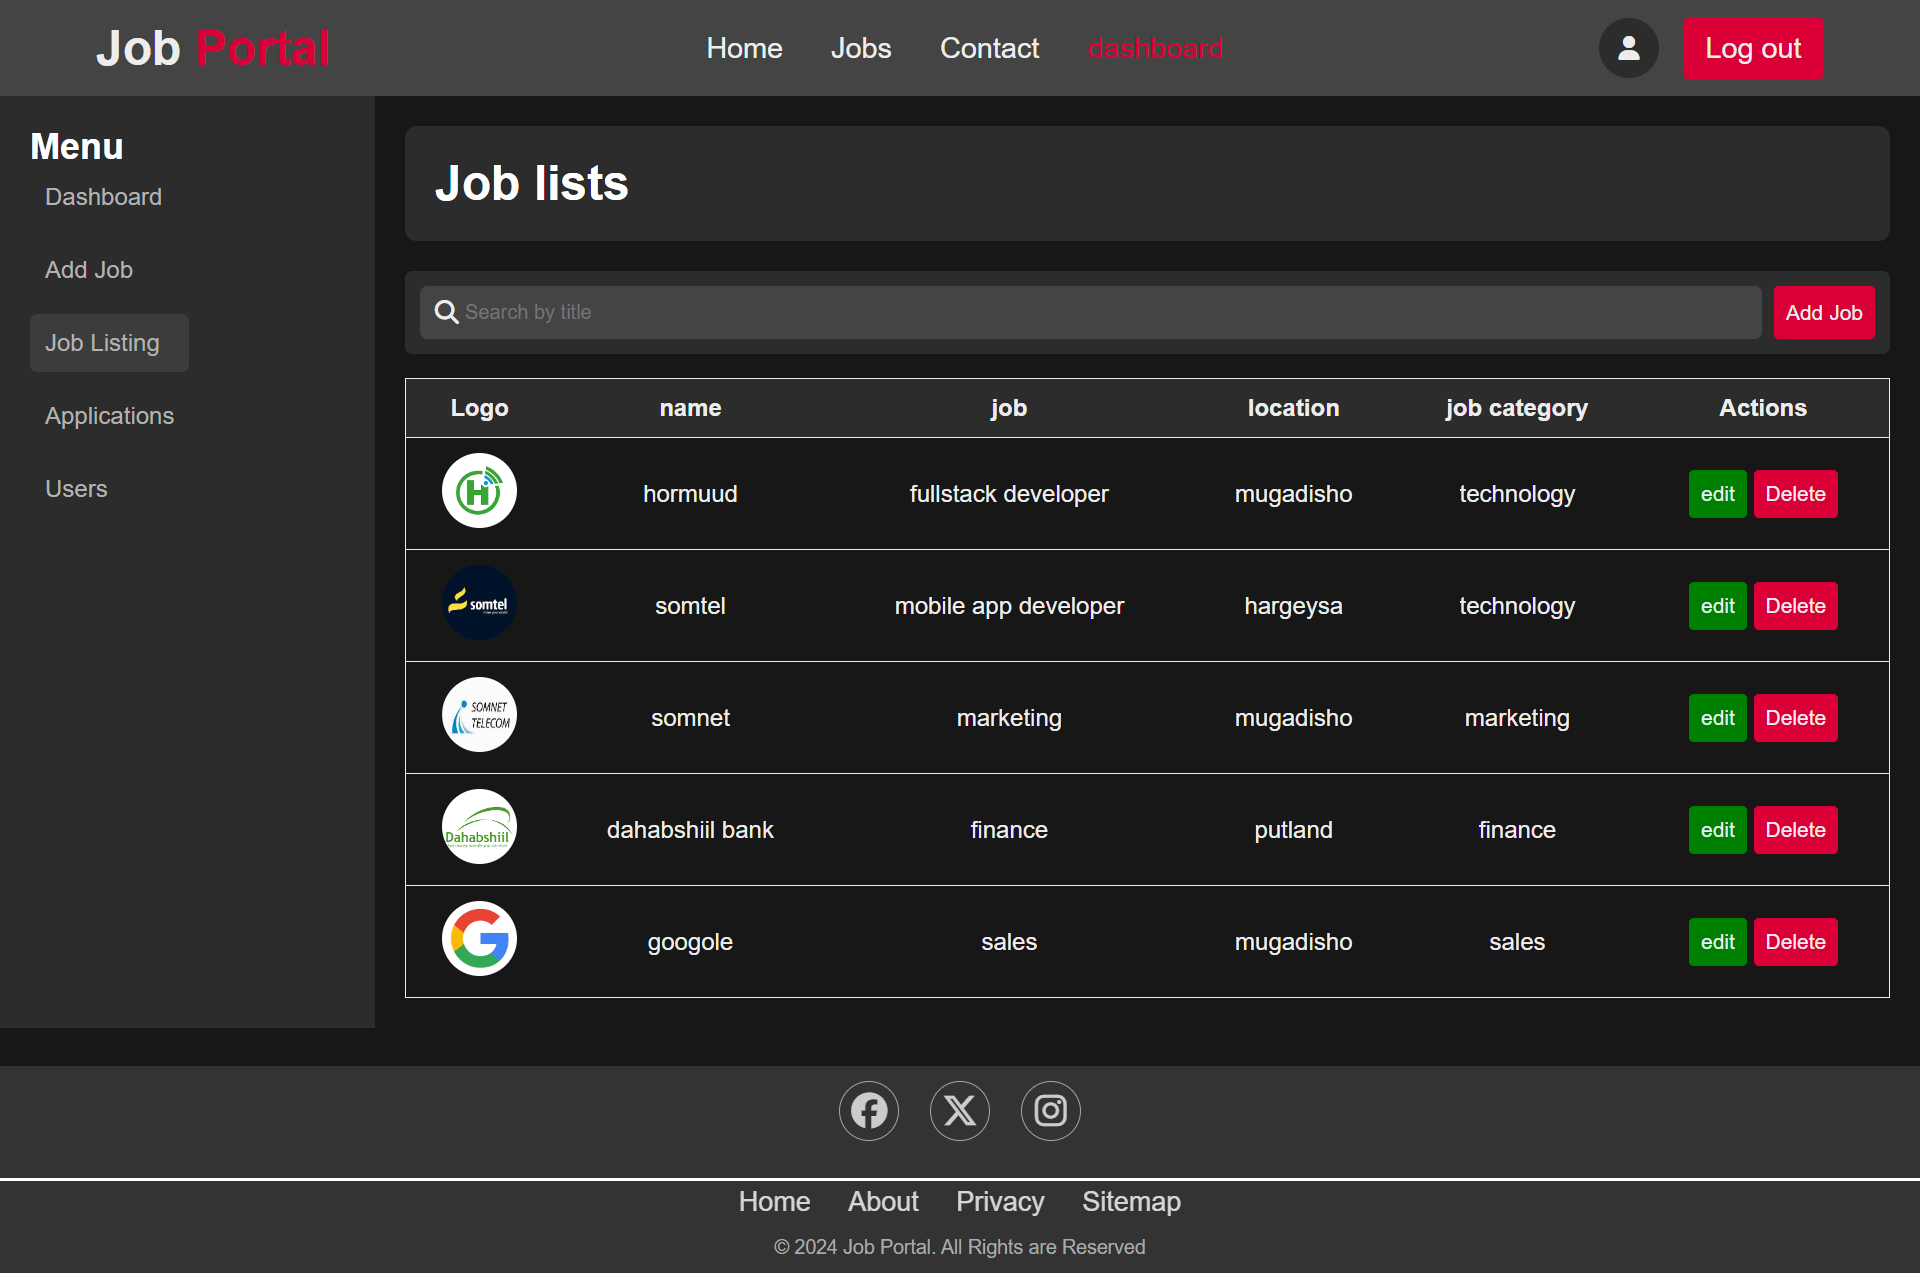 Job Portal
Home Jobs Contact dashboard
Log out
Menu
Dashboard
Add Job
Job Listing
Applications
Users
Job lists
Search by title
Add Job
Logo name job location job category Actions
hormuud fullstack developer mugadisho technology edit Delete
somtel
somtel mobile app developer hargeysa technology edit Delete
SOMNET
TELECOM
somnet marketing mugadisho marketing edit Delete
Dahabshiil
dahabshiil bank finance putland finance edit Delete
googole sales mugadisho sales edit Delete
Home About Privacy Sitemap
© 2024 Job Portal. All Rights are Reserved